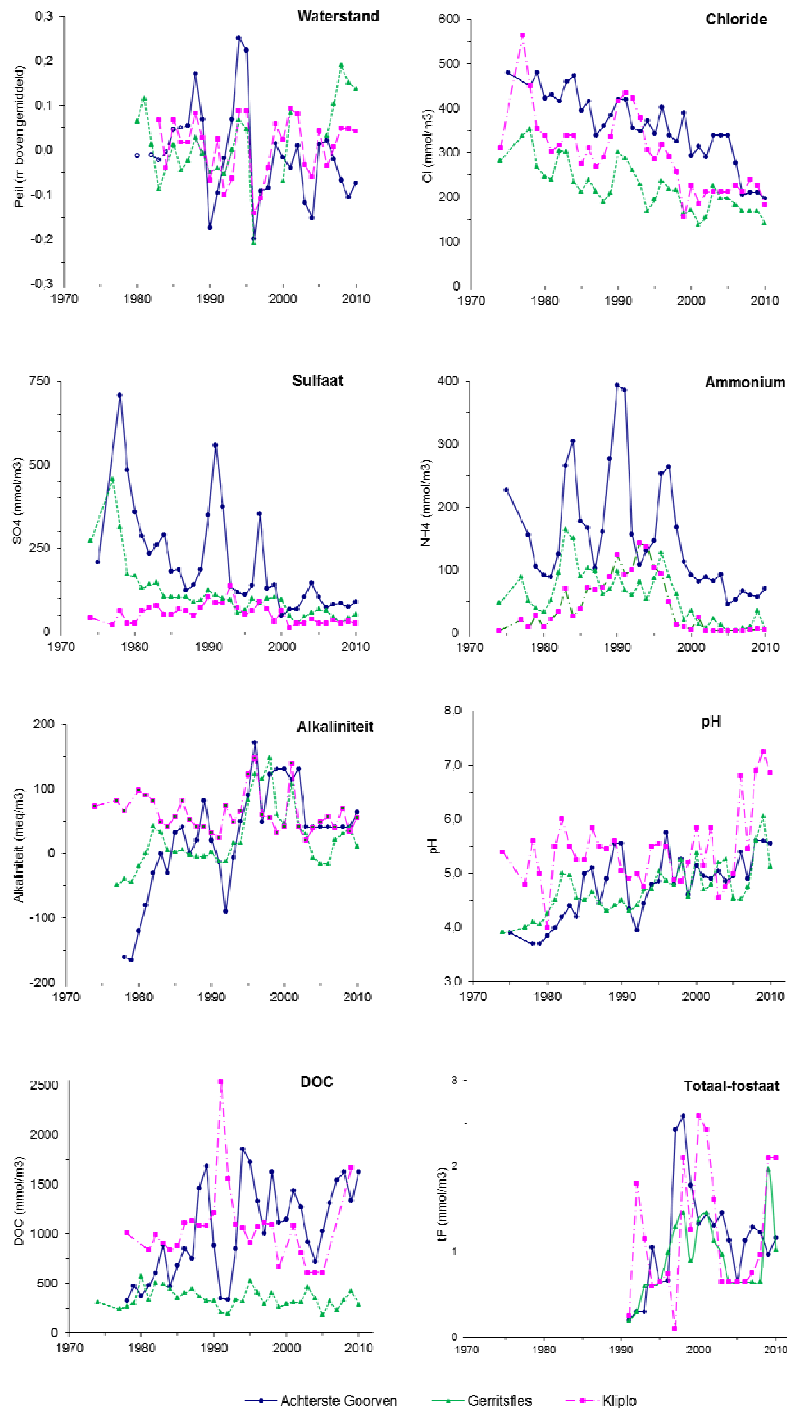 Waterstand
Peil (m boven gemiddeld)
0,3
0,2
0,1
0,0
-0,1
-0,2
-0,3
1970 1980 1990 2000 2010
Chloride
Cl (mmol/m3)
600
500
400
300
200
100
0
1970 1980 1990 2000 2010
Sulfaat
SO4 (mmol/m3)
750
500
250
0
1970 1980 1990 2000 2010
Ammonium
NH4 (mmol/m3)
400
300
200
100
0
1970 1980 1990 2000 2010
Alkaliniteit
Alkaliniteit (meq/m3)
200
100
0
-100
-200
1970 1980 1990 2000 2010
pH
pH
8.0
7.0
6.0
5.0
4.0
3.0
1970 1980 1990 2000 2010
DOC
DOC (mmol/m3)
2500
2000
1500
1000
500
0
1970 1980 1990 2000 2010
Totaal-fosfaat
tP (mmol/m3)
3
2
1
0
1970 1980 1990 2000 2010
Achterste Goorven Gerritsfles Kliplo